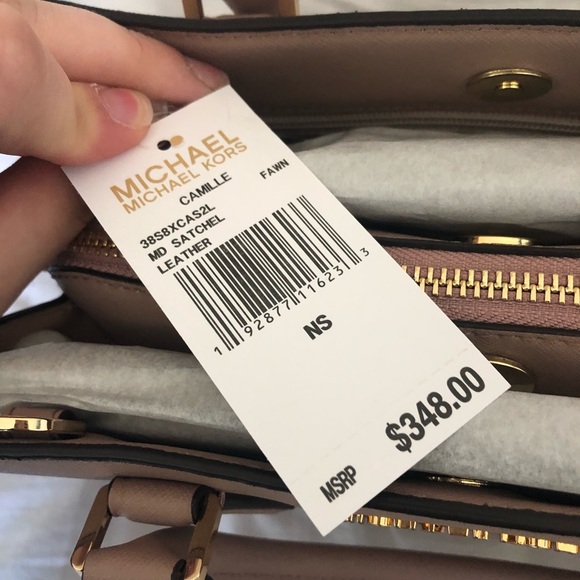 MICHAEL
MICHAEL KORS
CAMILLE FAWN
38S8XCAS2L
MD SATCHEL
LEATHER
1 92877 11623 3
NS
MSRP $348.00